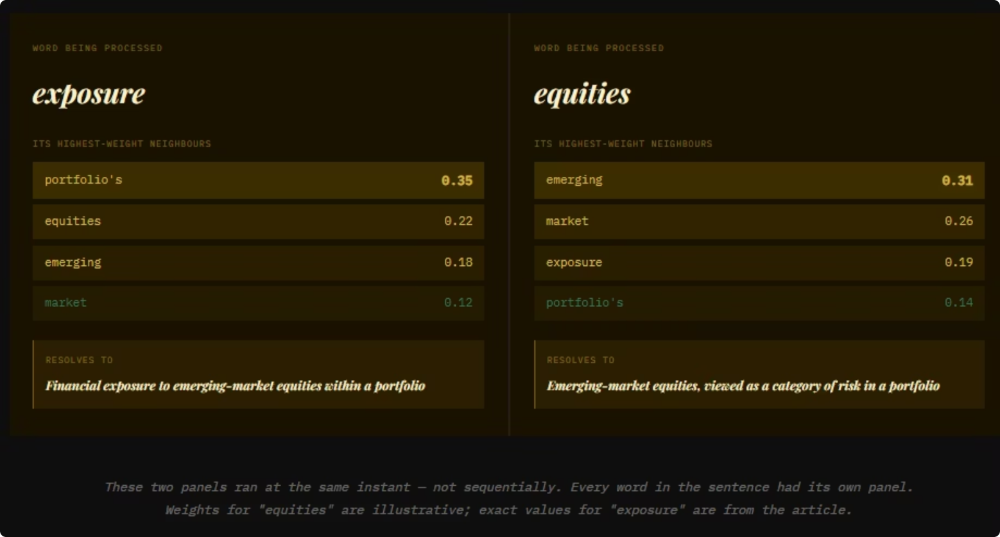 WORD BEING PROCESSED
exposure
ITS HIGHEST-WEIGHT NEIGHBOURS
portfolio's 0.35
equities 0.22
emerging 0.18
market 0.12
RESOLVES TO
Financial exposure to emerging-market equities within a portfolio
WORD BEING PROCESSED
equities
ITS HIGHEST-WEIGHT NEIGHBOURS
emerging 0.31
market 0.26
exposure 0.19
portfolio's 0.14
RESOLVES TO
Emerging-market equities, viewed as a category of risk in a portfolio
These two panels ran at the same instant — not sequentially. Every word in the sentence had its own panel.
Weights for "equities" are illustrative; exact values for "exposure" are from the article.